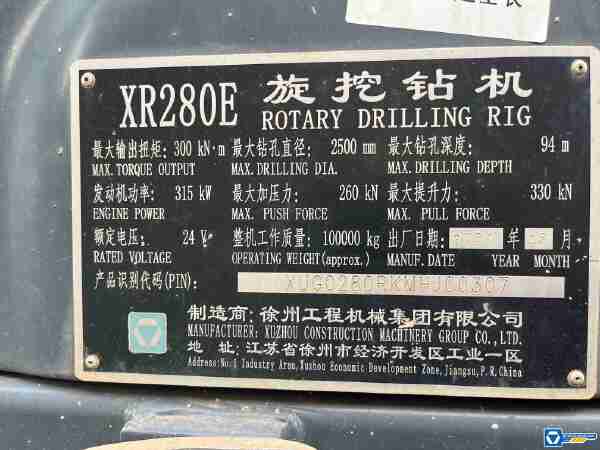 XR280E 旋挖钻机
ROTARY DRILLING RIG
最大输出扭矩: 300 kN·m 最大钻孔直径: 2500 mm 最大钻孔深度: 94 m
MAX. TORQUE OUTPUT MAX. DRILLING DIA. MAX. DRILLING DEPTH
发动机功率: 315 kW 最大加压力: 260 kN 最大提升力: 330 kN
ENGINE POWER MAX. PUSH FORCE MAX. PULL FORCE
额定电压: 24 V 整机工作质量: 100000 kg 出厂日期: 年 月
RATED VOLTAGE OPERATING WEIGHT(approx.) MANUF. DATE YEAR MONTH
产品识别代码(PIN): XUG0280RKMHJ00307
制造商: 徐州工程机械集团有限公司
MANUFACTURER: XUZHOU CONSTRUCTION MACHINERY GROUP CO., LTD.
地 址: 江苏省徐州市经济开发区工业一区
Address:No.1 Industry Area, Xuzhou Economic Development Zone, Jiangsu, P.R.China